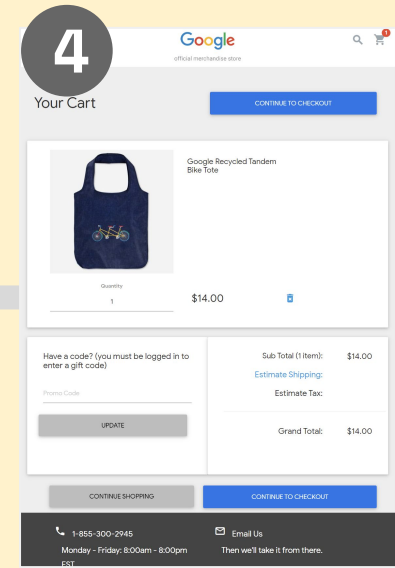 4
Google
official merchandise store
1
Your Cart
CONTINUE TO CHECKOUT
Google Recycled Tandem
Bike Tote
Quantity
1
$14.00
Have a code? (you must be logged in to
enter a gift code)
Promo Code
UPDATE
Sub Total (1 item): $14.00
Estimate Shipping:
Estimate Tax:
Grand Total: $14.00
CONTINUE SHOPPING
CONTINUE TO CHECKOUT
1-855-300-2945
Monday - Friday: 8:00am - 8:00pm
EST
Email Us
Then we'll take it from there.